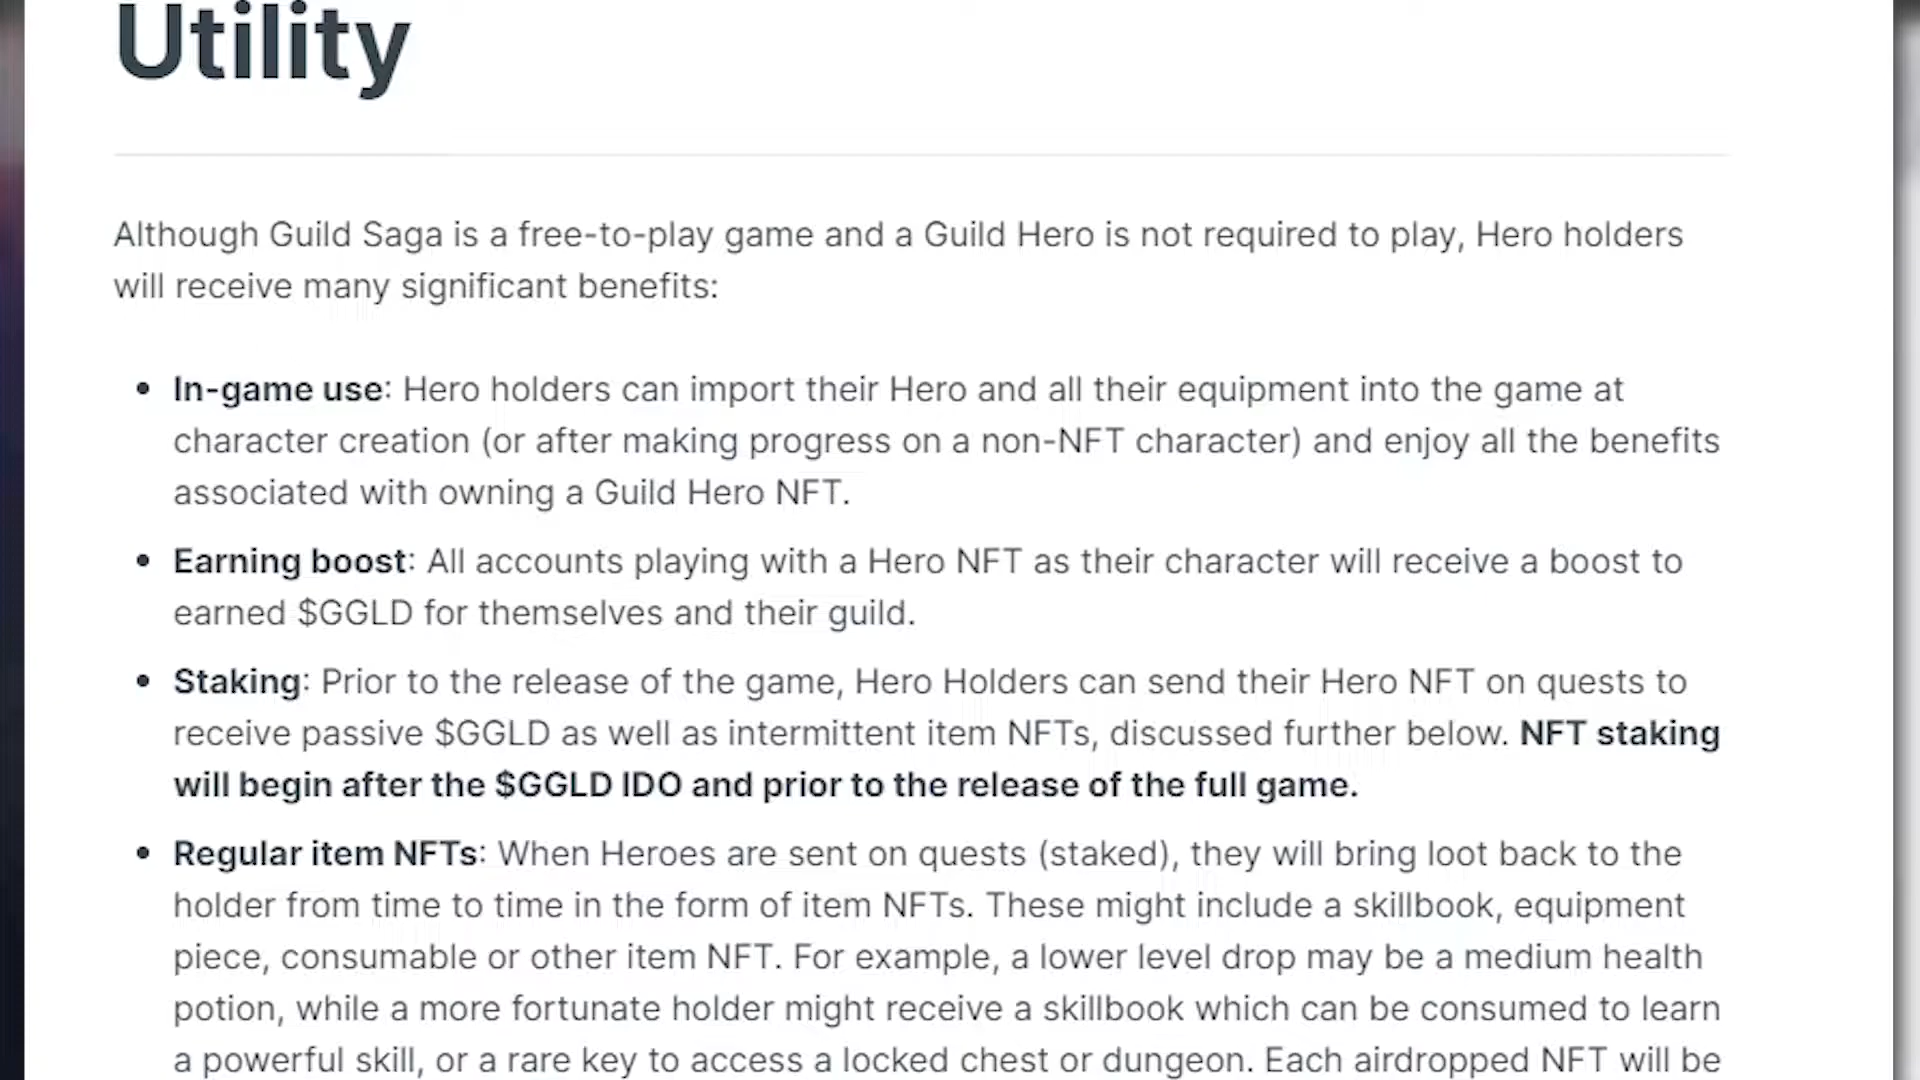 Utility
Although Guild Saga is a free-to-play game and a Guild Hero is not required to play, Hero holders
will receive many significant benefits:
• In-game use: Hero holders can import their Hero and all their equipment into the game at
character creation (or after making progress on a non-NFT character) and enjoy all the benefits
associated with owning a Guild Hero NFT.
• Earning boost: All accounts playing with a Hero NFT as their character will receive a boost to
earned $GGLD for themselves and their guild.
• Staking: Prior to the release of the game, Hero Holders can send their Hero NFT on quests to
receive passive $GGLD as well as intermittent item NFTs, discussed further below. NFT staking
will begin after the $GGLD IDO and prior to the release of the full game.
• Regular item NFTs: When Heroes are sent on quests (staked), they will bring loot back to the
holder from time to time in the form of item NFTs. These might include a skillbook, equipment
piece, consumable or other item NFT. For example, a lower level drop may be a medium health
potion, while a more fortunate holder might receive a skillbook which can be consumed to learn
a powerful skill, or a rare key to access a locked chest or dungeon. Each airdropped NFT will be